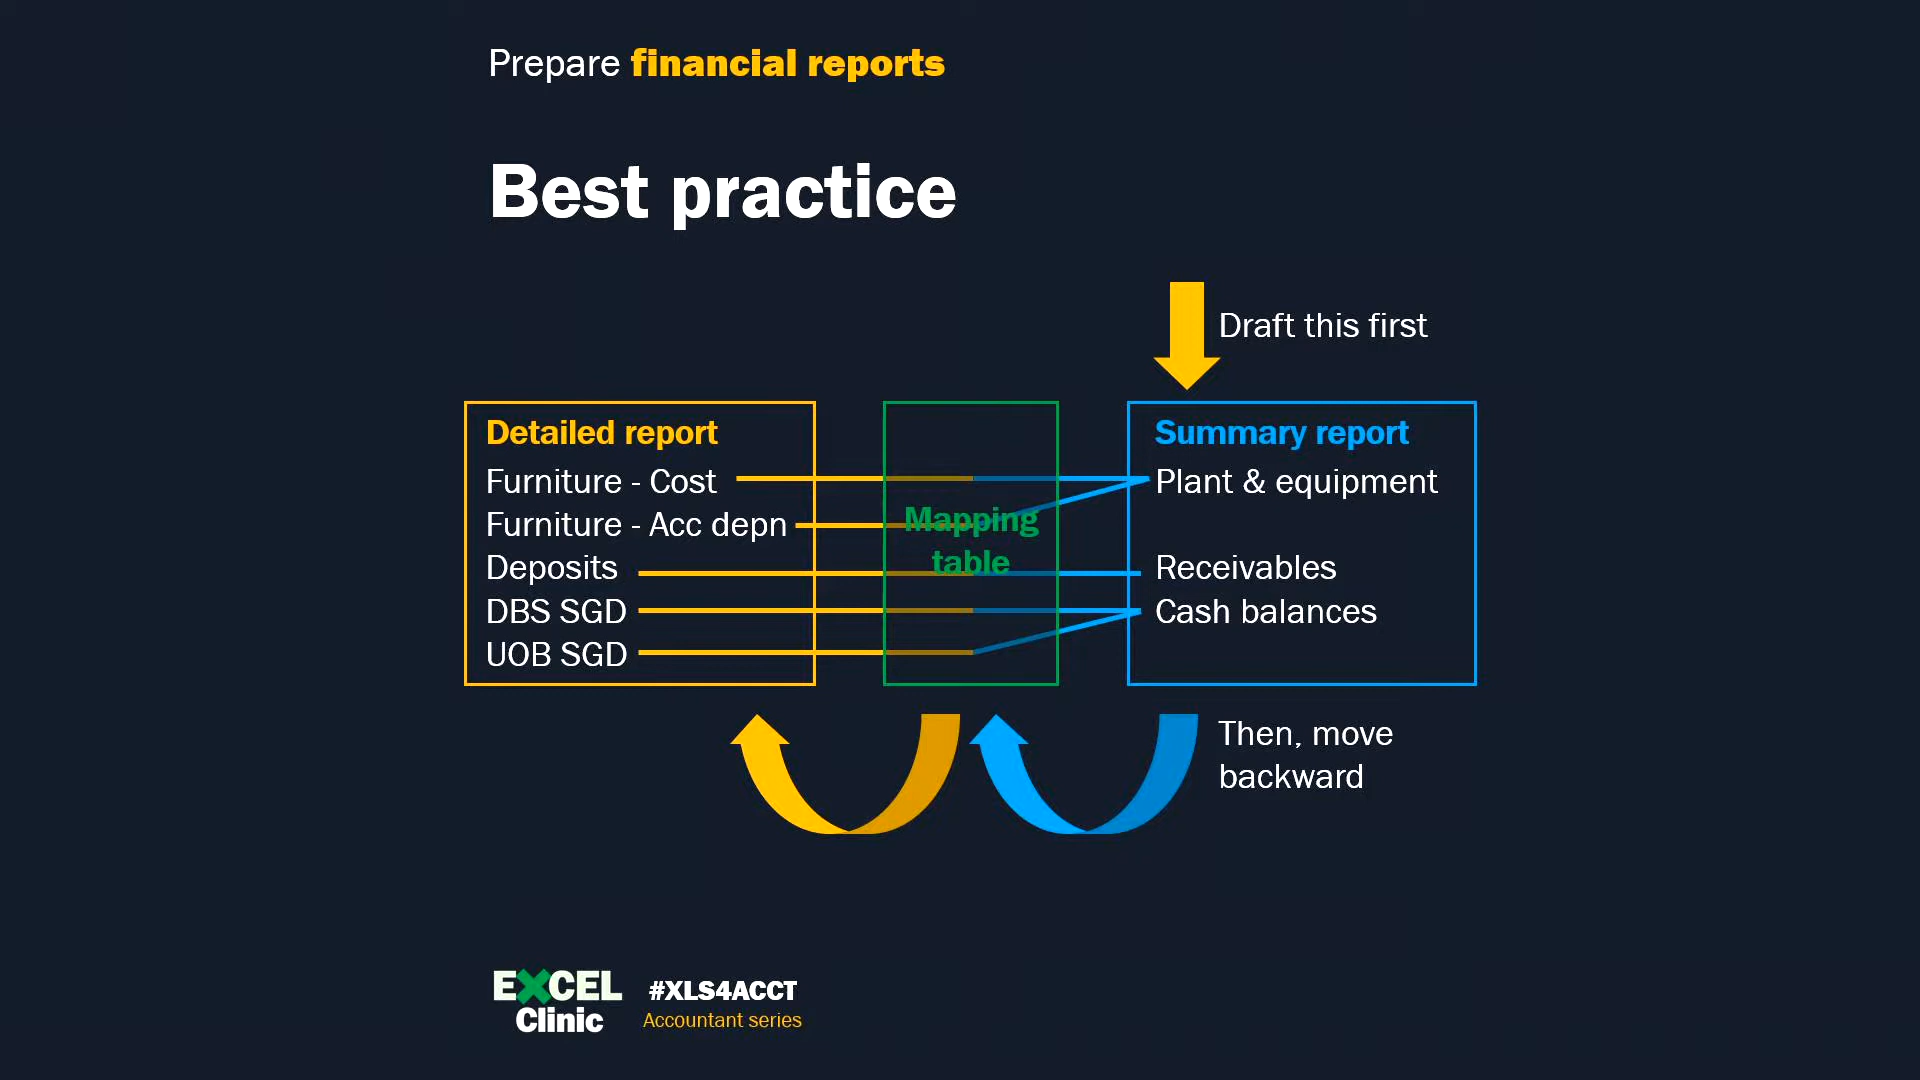 Prepare financial reports
Best practice
Draft this first
Detailed report
Furniture - Cost
Furniture - Acc depn
Deposits
DBS SGD
UOB SGD
Mapping
table
Summary report
Plant & equipment
Receivables
Cash balances
Then, move
backward
EXCEL
Clinic
#XLS4ACCT
Accountant series